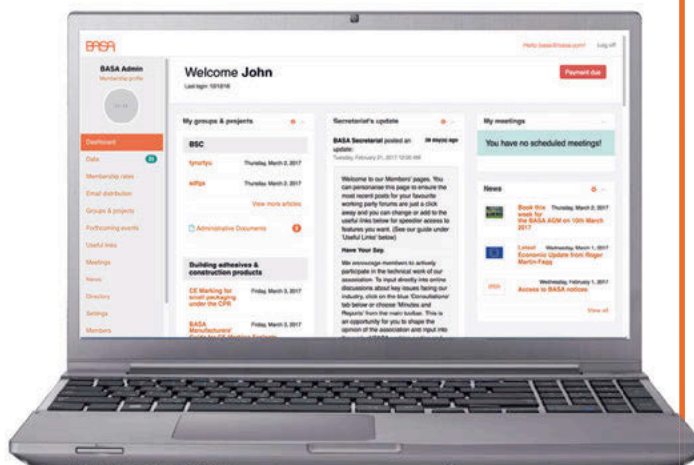 BASA
Hello basa@basa.com!
Log off
BASA Admin
Membership profile
Dashboard
Data
Membership rates
Email distribution
Groups & projects
Forthcoming events
Useful links
Meetings
News
Directory
Settings
Members
Welcome John
Payment due
My groups & projects
BSC
tyrurtyu Thursday, March 2, 2017
sdfga Thursday, March 2, 2017
View more articles
Administrative Documents
Building adhesives &
construction products
CE Marking for Friday, March 3, 2017
small packaging
under the CPR
BASA Friday, March 3, 2017
Manufacturers'
Secretariat's update
BASA Secretariat posted an 39 day(s) ago
update:
Tuesday, February 21, 2017 12:00 AM
Welcome to our Members' pages. You
can personalise this page to ensure the
most recent posts for your favourite
working party forums are just a click
away and you can change or add to the
useful links below for speedier access to
features you want. (See our guide under
'Useful Links' below)
Have Your Say.
We encourage members to actively
participate in the technical work of our
association. To input directly into online
discussions about key issues facing our
industry, click on the blue 'Consultations'
tab below or choose 'Minutes and
Reports' from the main toolbar. This is
an opportunity for you to shape the
opinion of the association and input into
My meetings
You have no scheduled meetings!
News
Book this Thursday, March 2, 2017
week for
the BASA AGM on 10th March
2017
Latest Wednesday, March 1, 2017
Economic Update from Roger
Martin-Fagg
Wednesday, February 1, 2017
Access to BASA notices
View all